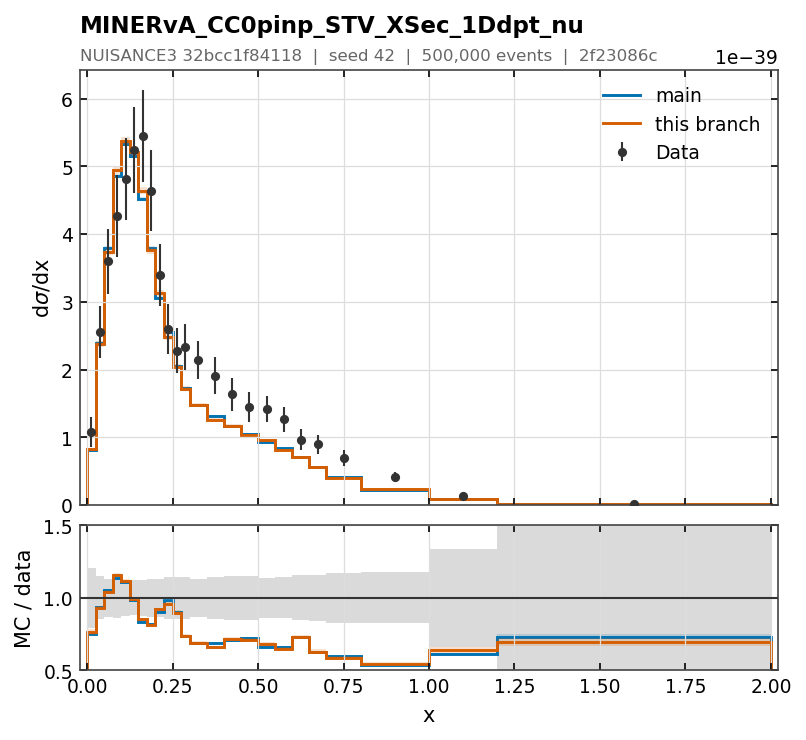 MINERvA_CC0pinp_STV_XSec_1Ddpt_nu
NUISANCE3 32bcc1f84118 | seed 42 | 500,000 events | 2f23086c
1e−39
main
this branch
Data
dσ/dx
6
5
4
3
2
1
0
MC / data
1.5
1.0
0.5
0.00 0.25 0.50 0.75 1.00 1.25 1.50 1.75 2.00
x